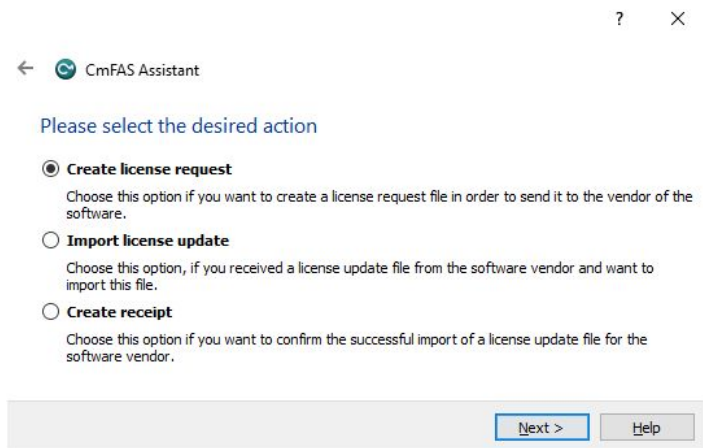 ?
CmFAS Assistant
Please select the desired action
Create license request
Choose this option if you want to create a license request file in order to send it to the vendor of the
software.
Import license update
Choose this option, if you received a license update file from the software vendor and want to
import this file.
Create receipt
Choose this option if you want to confirm the successful import of a license update file for the
software vendor.
Next > Help